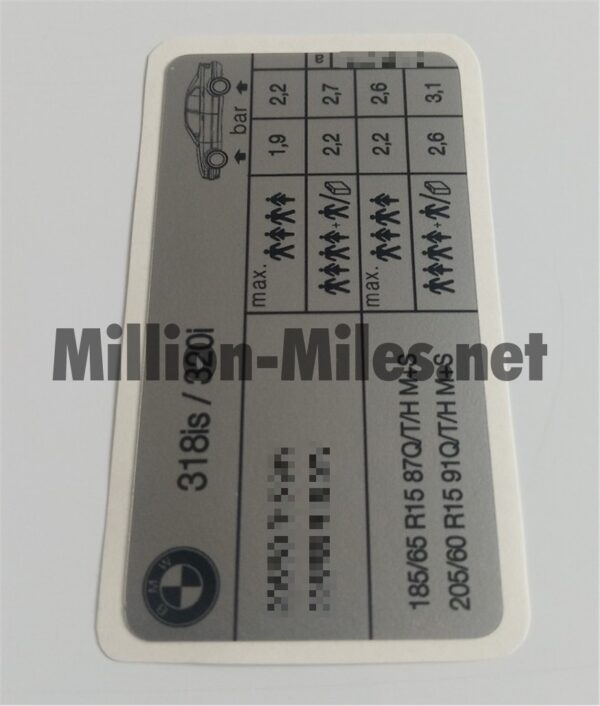 BMW
318is / 320i
bar
max.
1,9 2,2
2,2 2,7
185/65 R15 87Q/T/H M+S
205/60 R15 91Q/T/H M+S
max.
2,2 2,6
2,6 3,1
Million-Miles.net